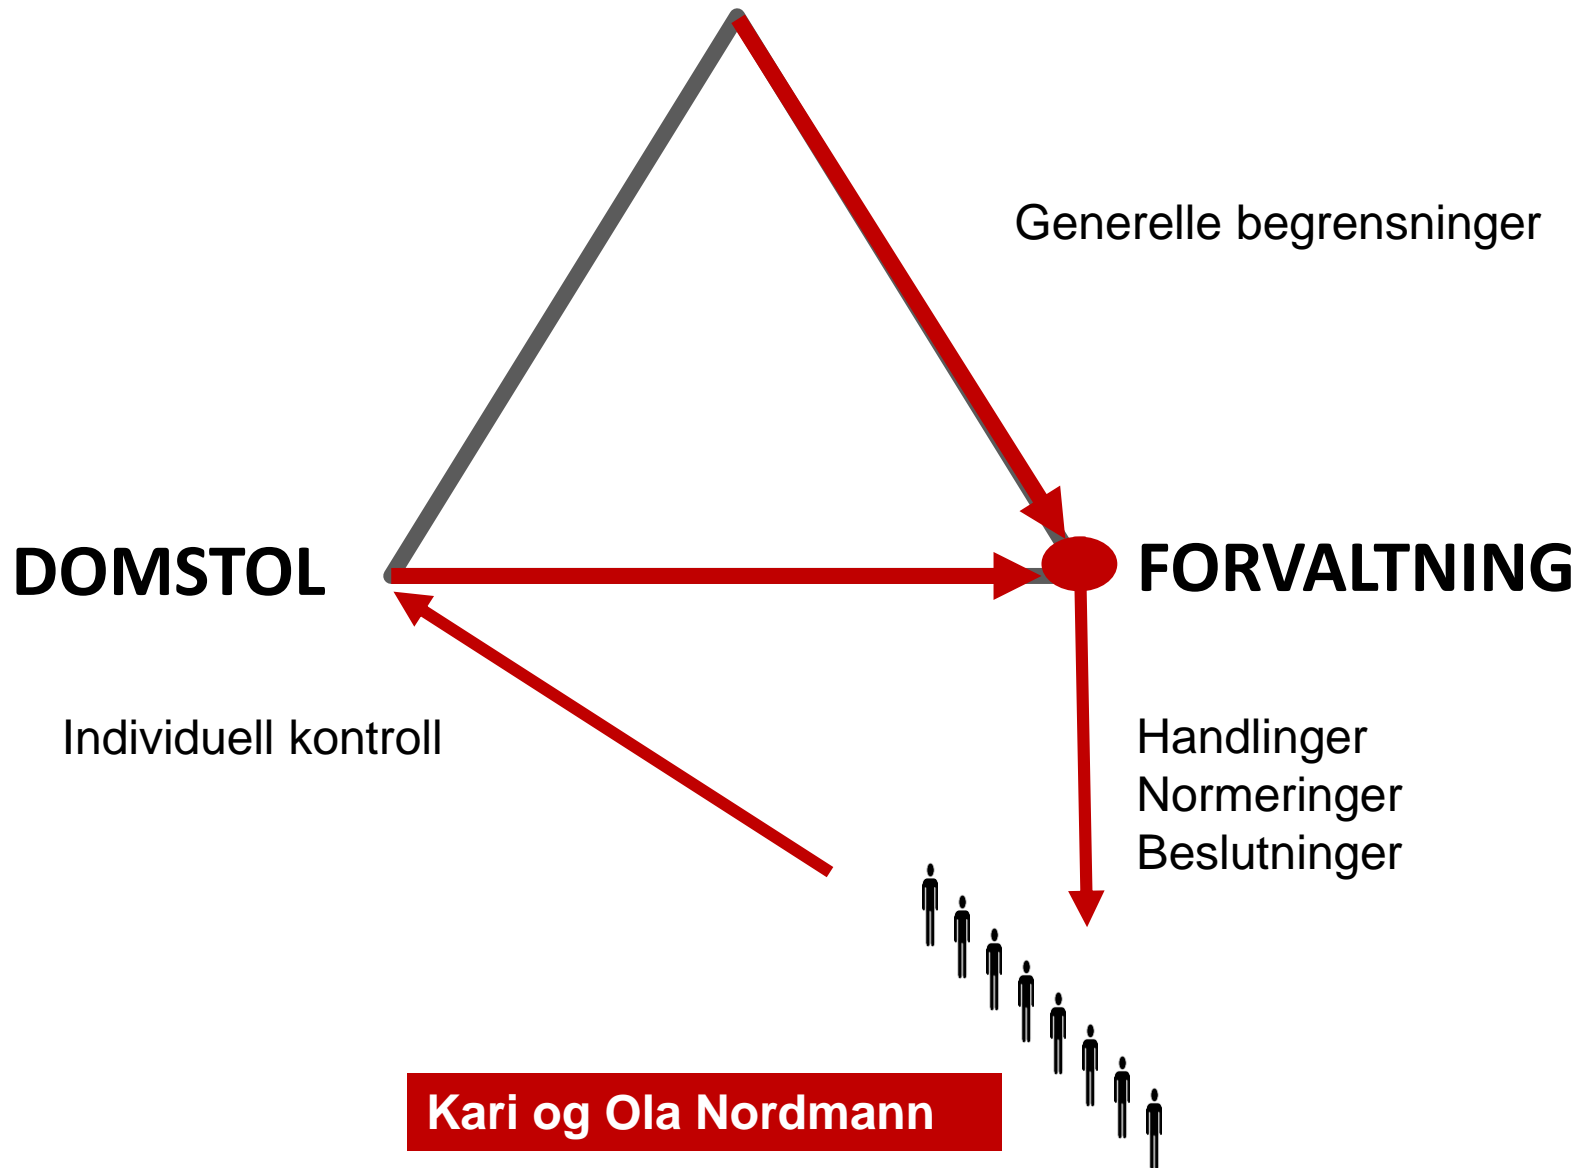 Generelle begrensninger
DOMSTOL
FORVALTNING
Individuell kontroll
Handlinger
Normeringer
Beslutninger
Kari og Ola Nordmann